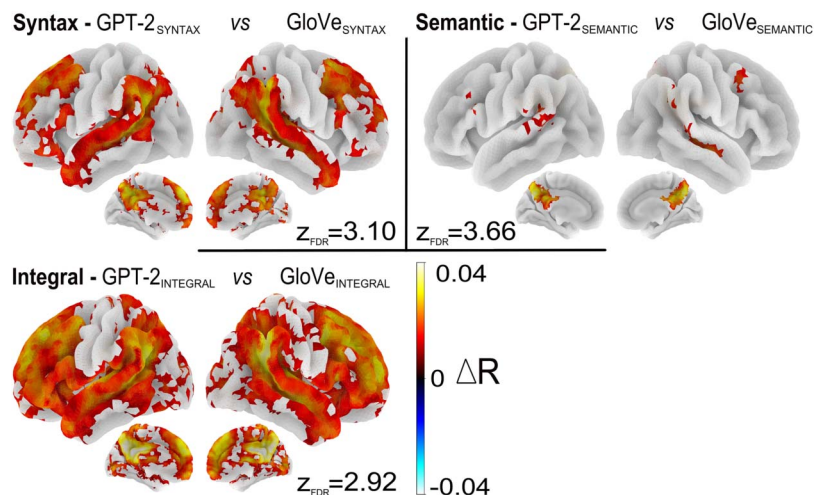 Syntax - GPT-2SYNTAX vs GloVeSYNTAX
Semantic - GPT-2SEMANTIC vs GloVeSEMANTIC
zFDR=3.10
zFDR=3.66
Integral - GPT-2INTEGRAL vs GloVeINTEGRAL
0.04
0 ΔR
-0.04
zFDR=2.92